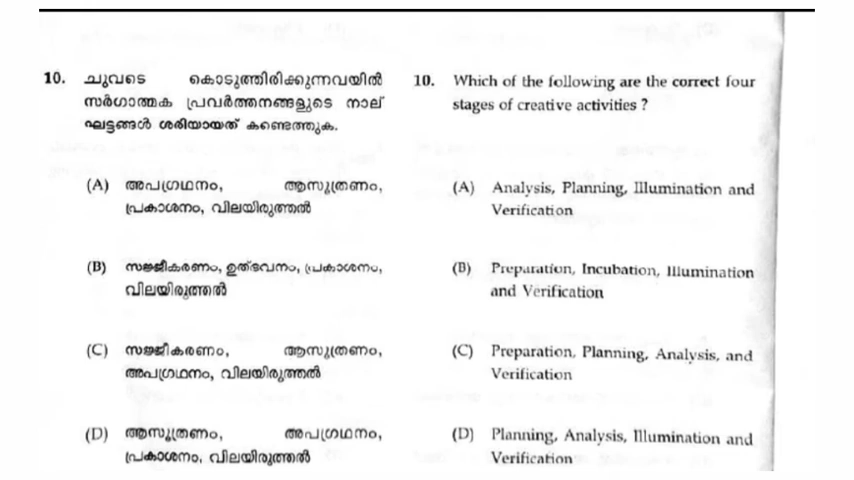 10. ചുവടെ കൊടുത്തിരിക്കുന്നവയിൽ
സർഗാത്മക പ്രവർത്തനങ്ങളുടെ നാല്
ഘട്ടങ്ങൾ ശരിയായത് കണ്ടെത്തുക.
(A) അപഗ്രഥനം, ആസൂത്രണം,
പ്രകാശനം, വിലയിരുത്തൽ
(B) സജ്ജീകരണം, ഉത്ഭവനം, പ്രകാശനം,
വിലയിരുത്തൽ
(C) സജ്ജീകരണം, ആസൂത്രണം,
അപഗ്രഥനം, വിലയിരുത്തൽ
(D) ആസൂത്രണം, അപഗ്രഥനം,
പ്രകാശനം, വിലയിരുത്തൽ
10. Which of the following are the correct four
stages of creative activities ?
(A) Analysis, Planning, Illumination and
Verification
(B) Preparation, Incubation, Illumination
and Verification
(C) Preparation, Planning, Analysis, and
Verification
(D) Planning, Analysis, Illumination and
Verification